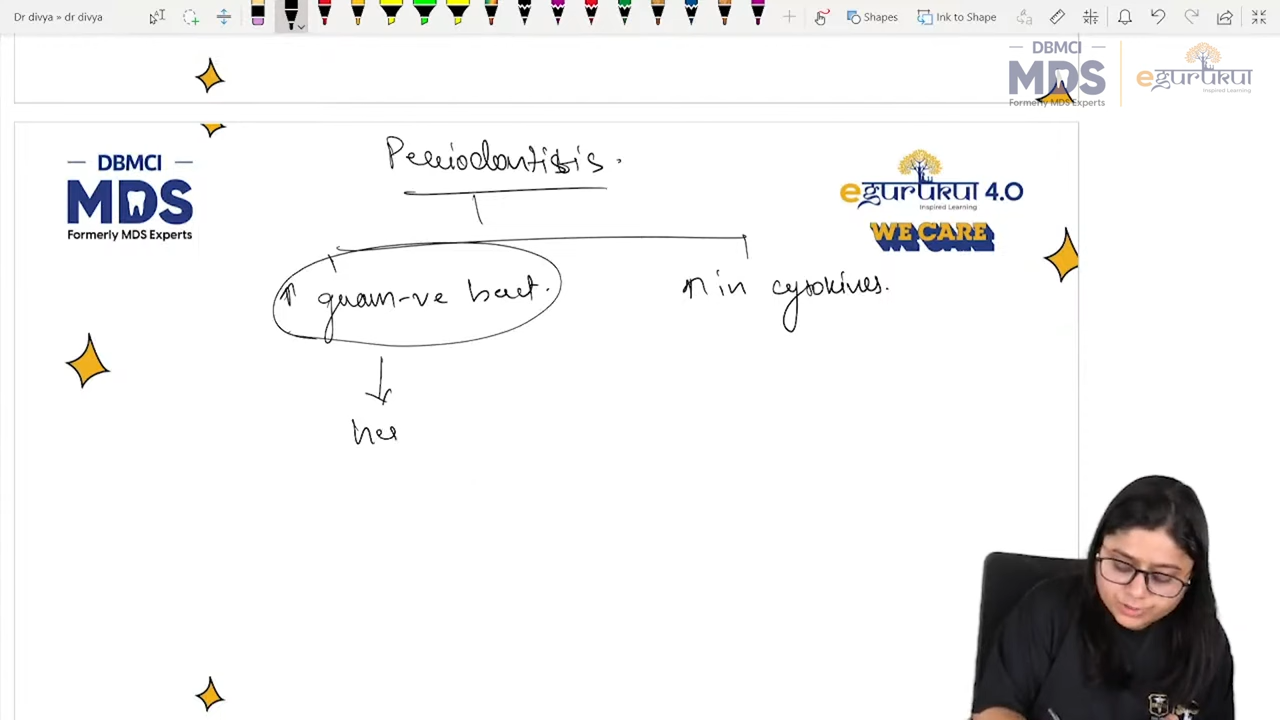 Dr divya » dr divya
Shapes
Ink to Shape
DBMCI
MDS
Formerly MDS Experts
egurukul
Inspired Learning
DBMCI
MDS
Formerly MDS Experts
Periodontitis.
egurukul 4.0
Inspired Learning
WE CARE
↑ gram-ve bact.
↑ in cytokines.